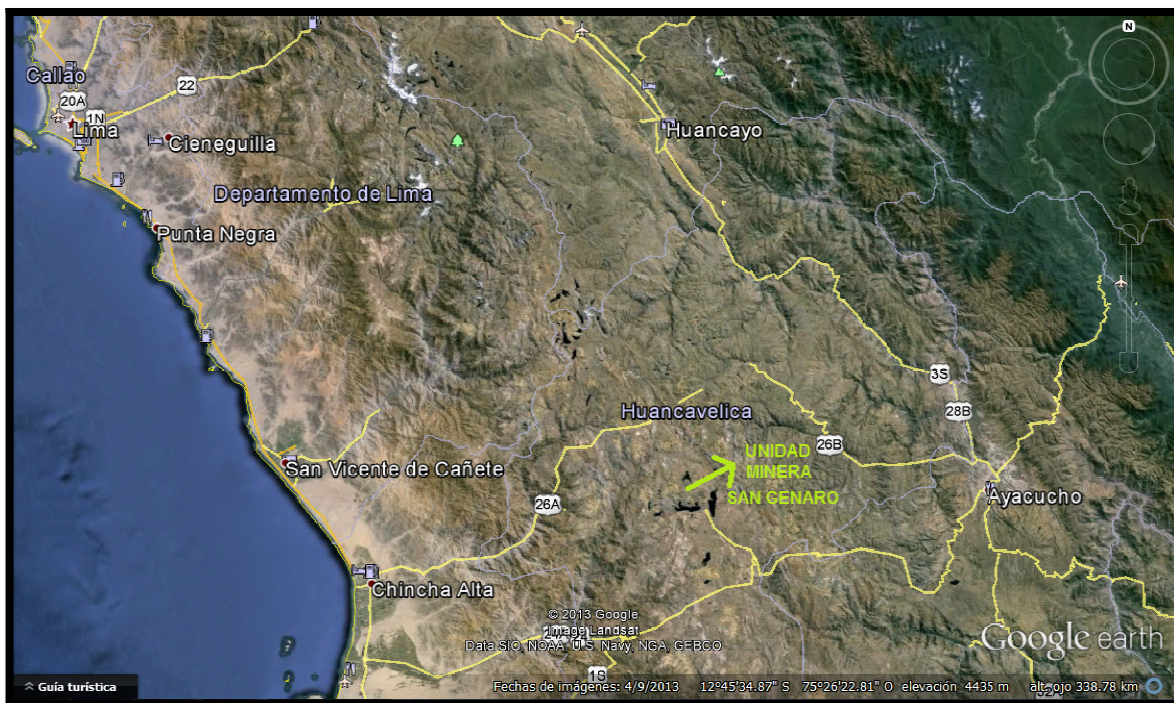 N
Callao
22
20A
1N
Lima
Cieneguilla
Huancayo
Departamento de Lima
Punta Negra
3S
28B
Huancavelica
26B
UNIDAD
MINERA
SAN GENARO
San Vicente de Cañete
26A
Ayacucho
Chincha Alta
© 2013 Google
Image Landsat
Data SIO, NOAA, U.S. Navy, NGA, GEBCO
Google earth
1S
Guía turística
Fechas de imágenes: 4/9/2013 12°45'34.87" S 75°26'22.81" O elevación 4435 m alt. ojo 338.78 km